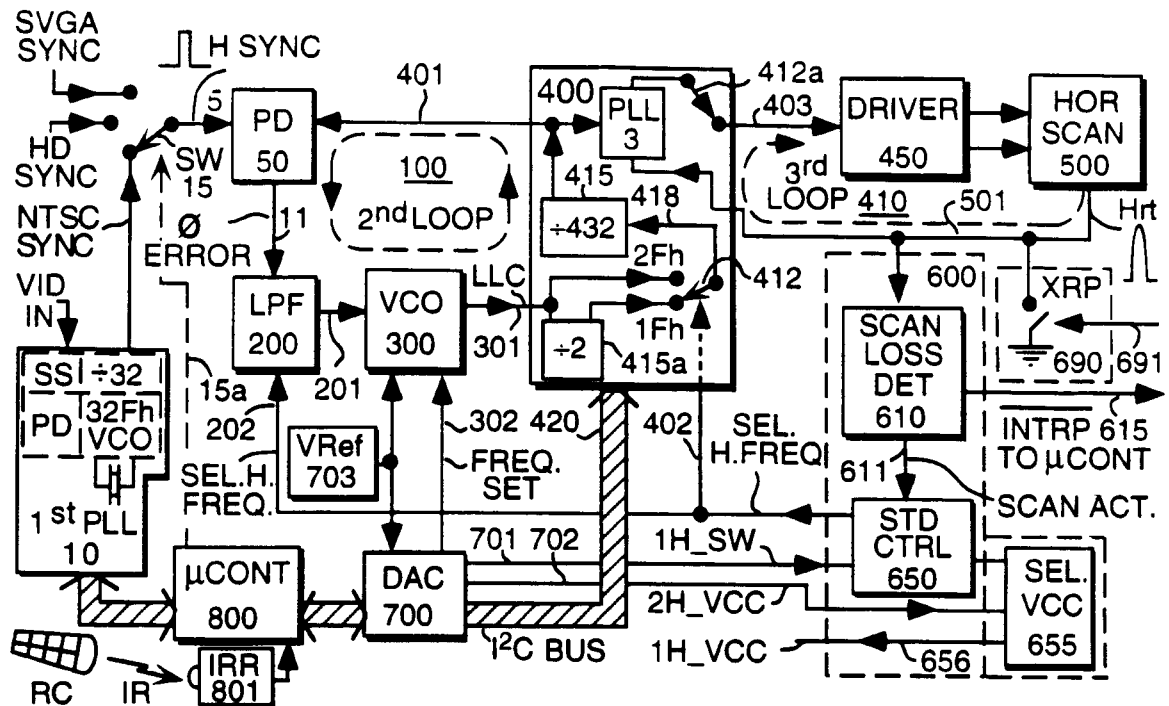 SVGA
SYNC
H SYNC
5
HD
SYNC
SW
15
NTSC
SYNC
PD
50
401
100
2nd LOOP
Ø
ERROR
11
400
PLL
3
412a
403
DRIVER
450
HOR
SCAN
500
3rd
LOOP 410
501
Hrt
415
418
÷432
2Fh
412
1Fh
÷2
415a
LLC
301
VID
IN
SS
÷32
PD
32Fh
VCO
1st PLL
10
15a
LPF
200
201
VCO
300
202
SEL.H.
FREQ.
VRef
703
302
FREQ.
SET
420
402
SEL.
H.FREQ
600
SCAN
LOSS
DET
610
XRP
690
691
INTRP 615
TO µCONT
611
SCAN ACT.
STD
CTRL
650
701
702
1H_SW
2H_VCC
1H_VCC
656
SEL.
VCC
655
µCONT
800
DAC
700
I²C BUS
RC
IR
IRR
801